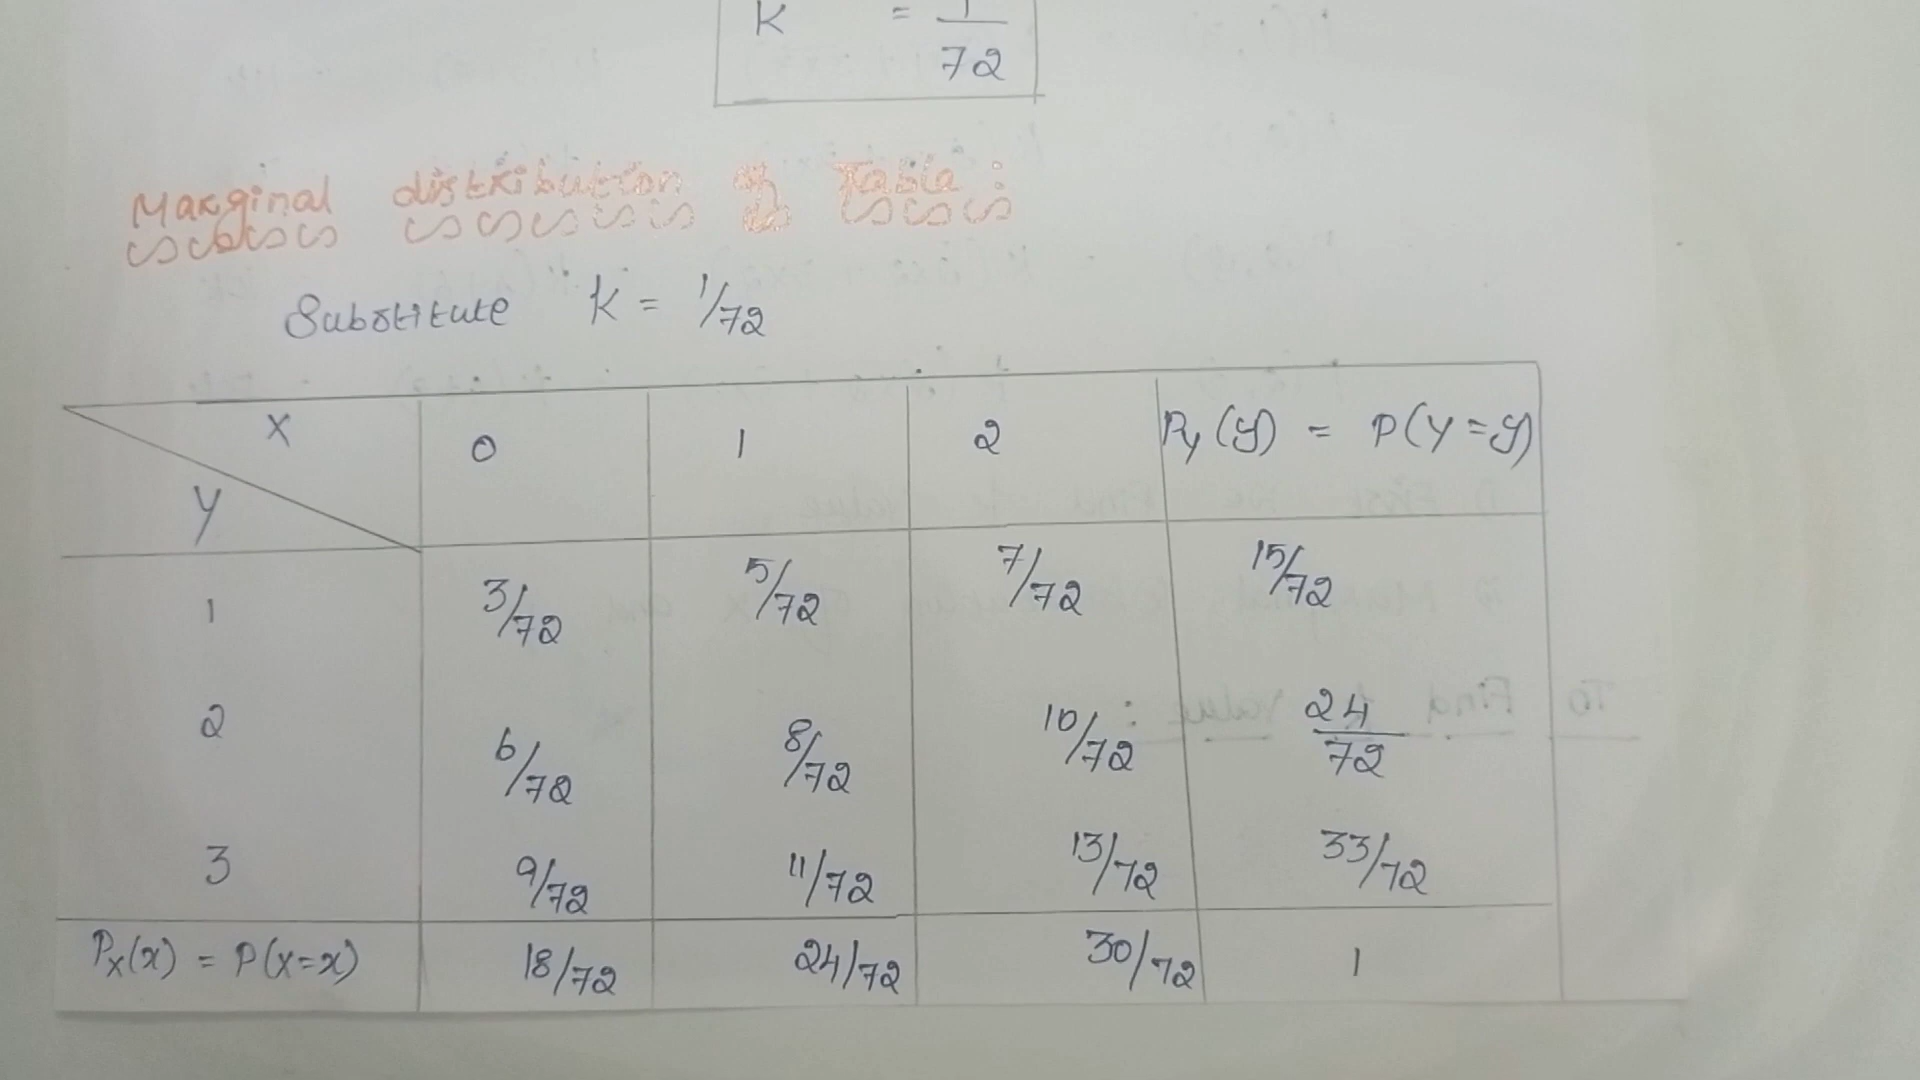 K = 1/72
Marginal distribution of Table:
Substitute K = 1/72
X 0 1 2 Py(y) = P(Y=y)
Y
1 3/72 5/72 7/72 15/72
2 6/72 8/72 10/72 24/72
3 9/72 11/72 13/72 33/72
Px(x) = P(X=x) 18/72 24/72 30/72 1